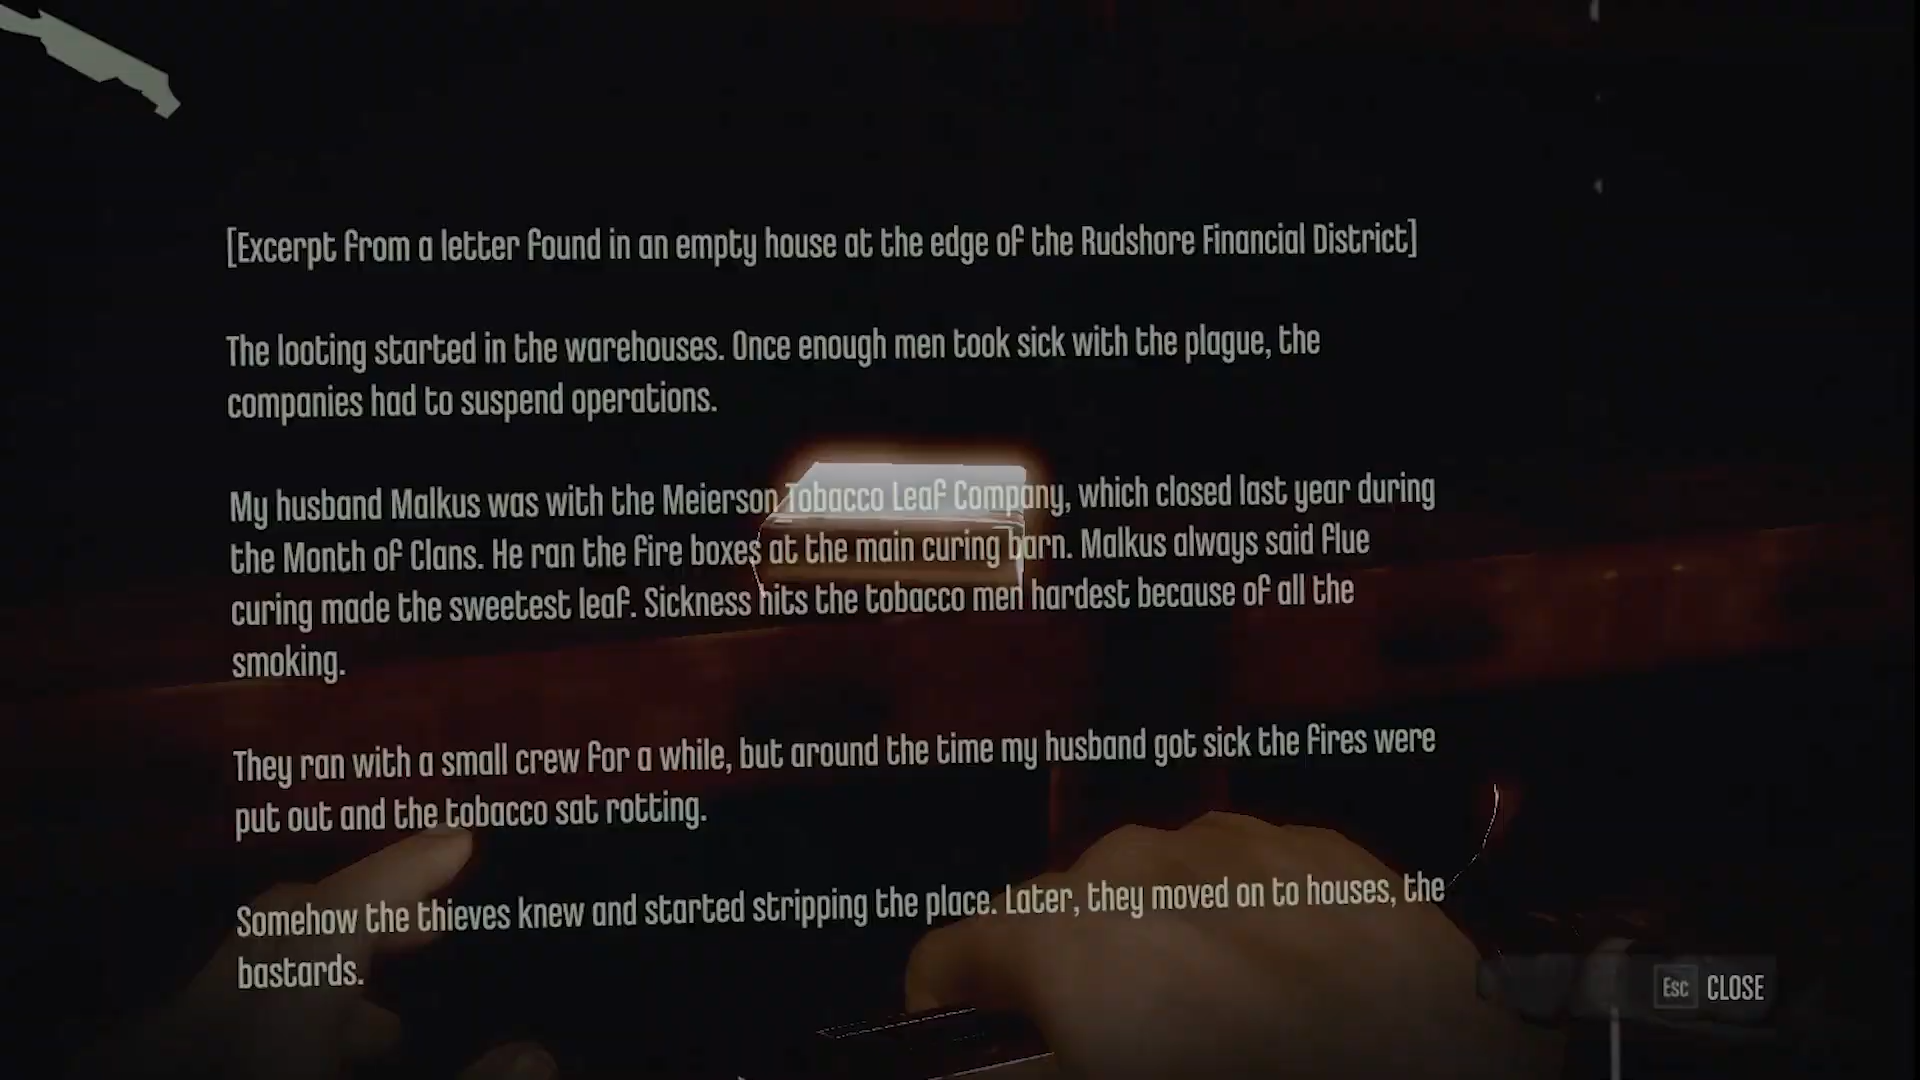 [Excerpt from a letter found in an empty house at the edge of the Rudshore Financial District]
The looting started in the warehouses. Once enough men took sick with the plague, the
companies had to suspend operations.
My husband Malkus was with the Meierson Tobacco Leaf Company, which closed last year during
the Month of Clans. He ran the fire boxes at the main curing barn. Malkus always said flue
curing made the sweetest leaf. Sickness hits the tobacco men hardest because of all the
smoking.
They ran with a small crew for a while, but around the time my husband got sick the fires were
put out and the tobacco sat rotting.
Somehow the thieves knew and started stripping the place. Later, they moved on to houses, the
bastards.
Esc CLOSE